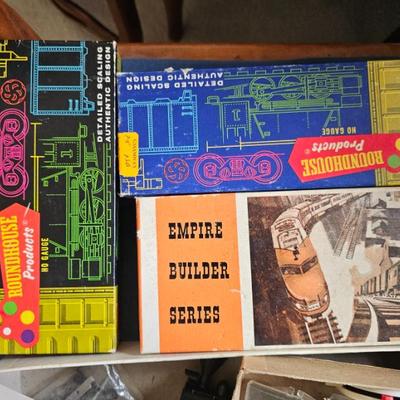 DETAILED SCALING
AUTHENTIC DESIGN
HO GAUGE
ROUNDHOUSE
Products
DETAILED SCALING
AUTHENTIC DESIGN
HO GAUGE
ROUNDHOUSE
Products
EMPIRE
BUILDER
SERIES